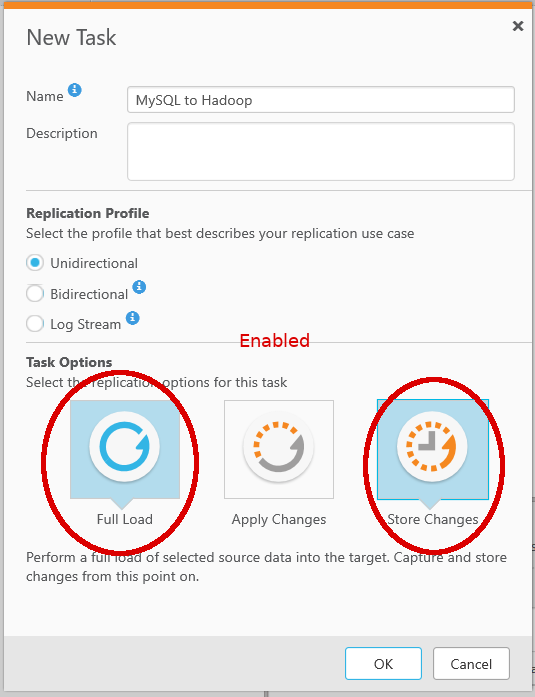 New Task
Name
MySQL to Hadoop
Description
Replication Profile
Select the profile that best describes your replication use case
Unidirectional
Bidirectional
Log Stream
Enabled
Task Options
Select the replication options for this task
Full Load
Apply Changes
Store Changes
Perform a full load of selected source data into the target. Capture and store
changes from this point on.
OK
Cancel